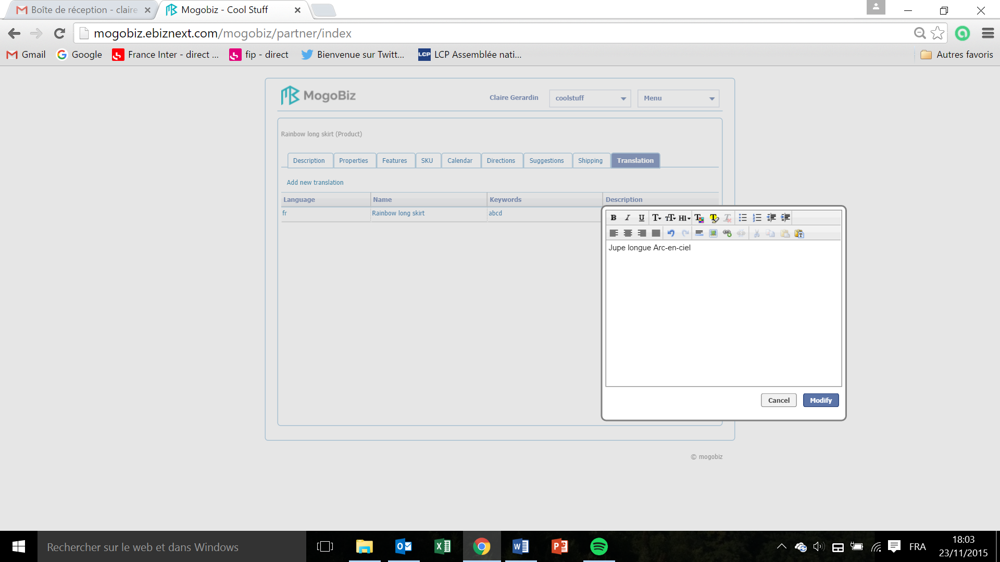 Boîte de réception - claire
Mogobiz - Cool Stuff
mogobiz.ebiznext.com/mogobiz/partner/index
Gmail
Google
France Inter - direct ...
fip - direct
Bienvenue sur Twitt...
LCP
LCP Assemblée nati...
Autres favoris
MogoBiz
Claire Gerardin
coolstuff
Menu
Rainbow long skirt (Product)
Description
Properties
Features
SKU
Calendar
Directions
Suggestions
Shipping
Translation
Add new translation
Language
Name
Keywords
Description
fr
Rainbow long skirt
abcd
B I U T TT H1 T T T
Jupe longue Arc-en-ciel
Cancel
Modify
© mogobiz
Rechercher sur le web et dans Windows
FRA
18:03
23/11/2015